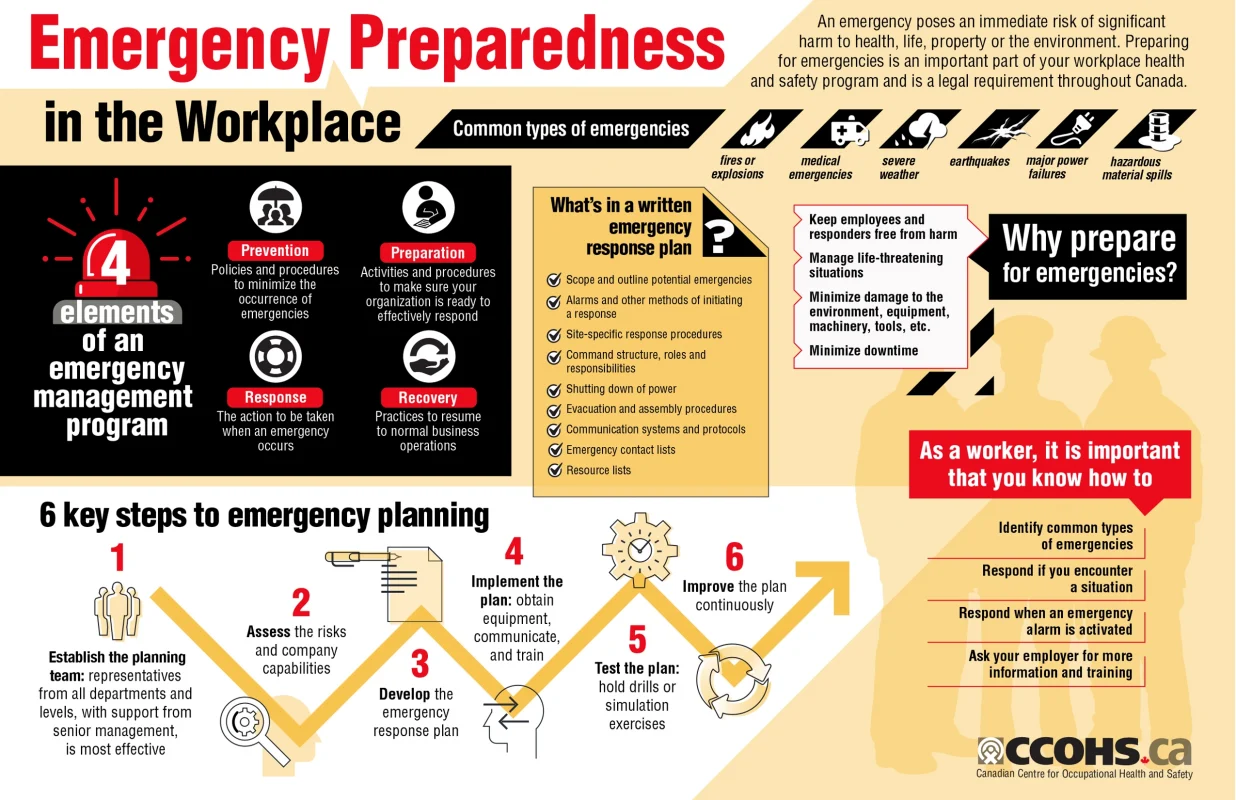 Emergency Preparedness
in the Workplace
An emergency poses an immediate risk of significant
harm to health, life, property or the environment. Preparing
for emergencies is an important part of your workplace health
and safety program and is a legal requirement throughout Canada.
Common types of emergencies
fires or
explosions
medical
emergencies
severe
weather
earthquakes
major power
failures
hazardous
material spills
4
elements
of an
emergency
management
program
Prevention
Policies and procedures
to minimize the
occurrence of
emergencies
Preparation
Activities and procedures
to make sure your
organization is ready to
effectively respond
Response
The action to be taken
when an emergency
occurs
Recovery
Practices to resume
to normal business
operations
What's in a written
emergency
response plan
?
Scope and outline potential emergencies
Alarms and other methods of initiating
a response
Site-specific response procedures
Command structure, roles and
responsibilities
Shutting down of power
Evacuation and assembly procedures
Communication systems and protocols
Emergency contact lists
Resource lists
Why prepare
for emergencies?
Keep employees and
responders free from harm
Manage life-threatening
situations
Minimize damage to the
environment, equipment,
machinery, tools, etc.
Minimize downtime
As a worker, it is important
that you know how to
Identify common types
of emergencies
Respond if you encounter
a situation
Respond when an emergency
alarm is activated
Ask your employer for more
information and training
6 key steps to emergency planning
1
Establish the planning
team: representatives
from all departments and
levels, with support from
senior management,
is most effective
2
Assess the risks
and company
capabilities
3
Develop the
emergency
response plan
4
Implement the
plan: obtain
equipment,
communicate,
and train
5
Test the plan:
hold drills or
simulation
exercises
6
Improve the plan
continuously
CCOHS.ca
Canadian Centre for Occupational Health and Safety